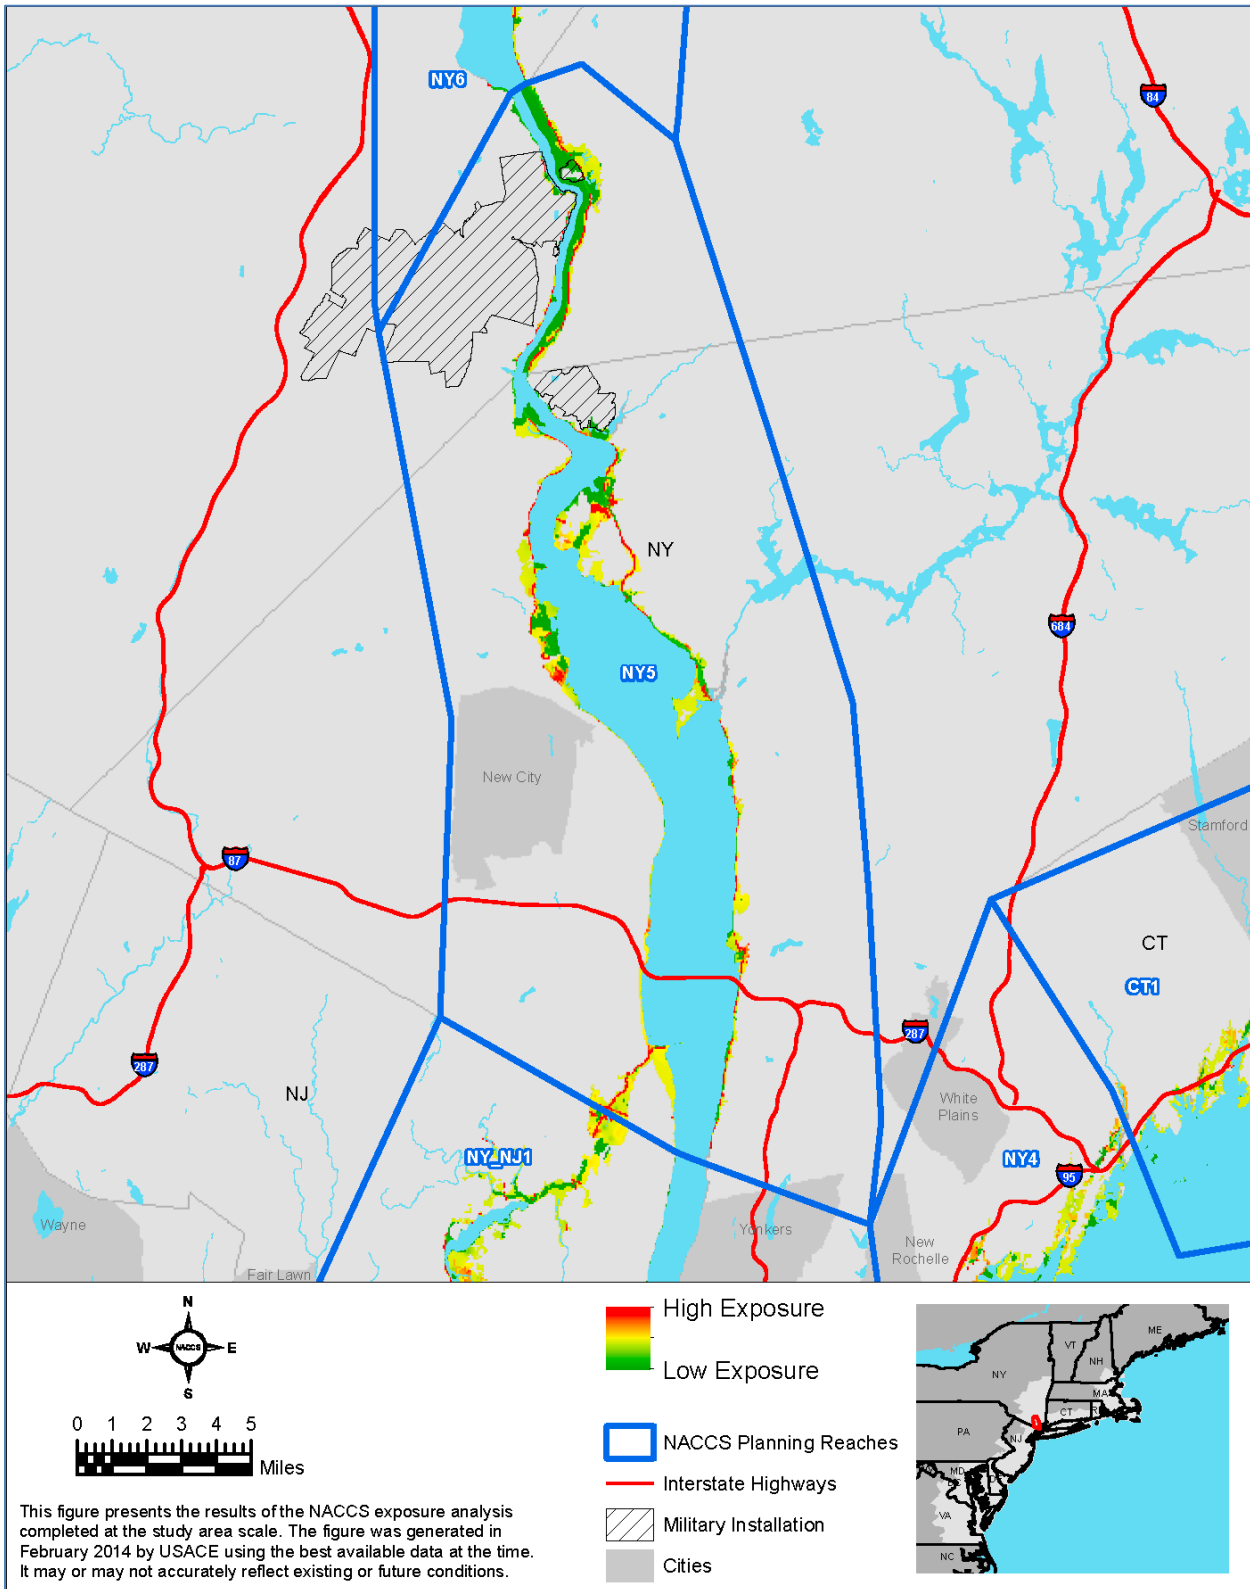 NY6
84
NY
684
NY5
New City
Stamford
87
CT
CT1
287
287
NJ
White
Plains
NY_NJ1
NY4
95
Wayne
Yonkers
New
Rochelle
Fair Lawn
N
W NACCS E
S
0 1 2 3 4 5
Miles
This figure presents the results of the NACCS exposure analysis
completed at the study area scale. The figure was generated in
February 2014 by USACE using the best available data at the time.
It may or may not accurately reflect existing or future conditions.
High Exposure
Low Exposure
NACCS Planning Reaches
Interstate Highways
Military Installation
Cities
ME
VT
NH
NY
MA
CT
PA
NJ
MD
VA
NC